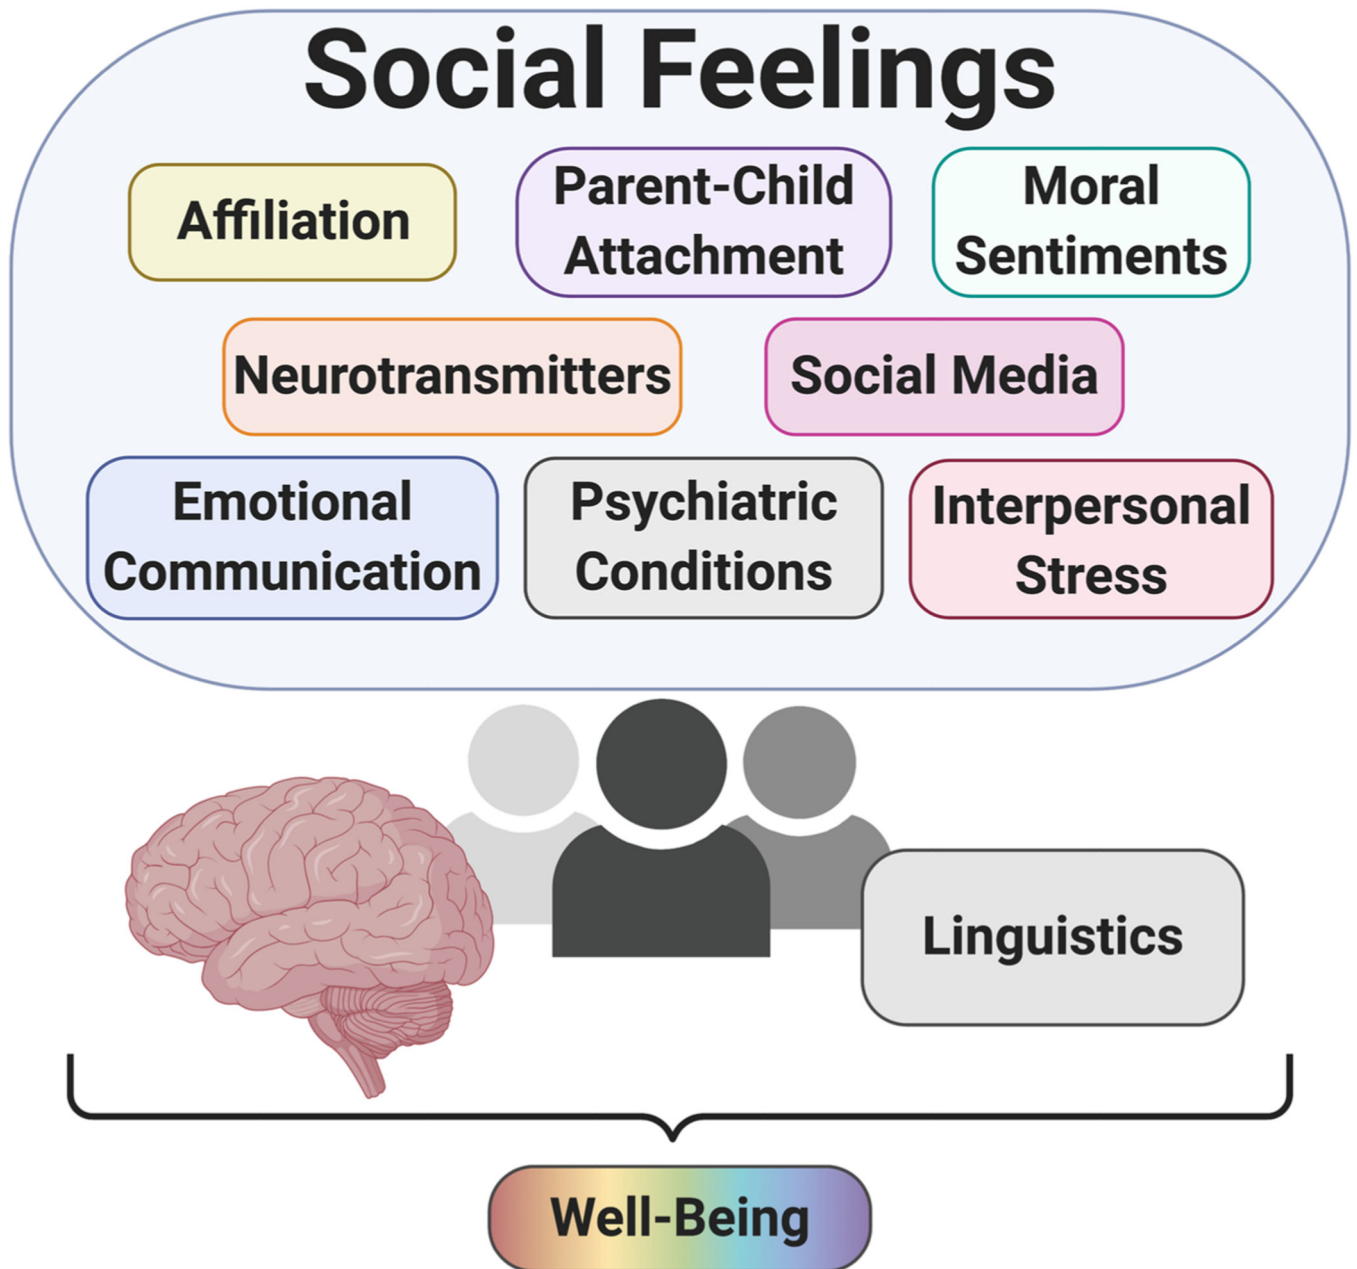 Social Feelings
Affiliation
Parent-Child
Attachment
Moral
Sentiments
Neurotransmitters
Social Media
Emotional
Communication
Psychiatric
Conditions
Interpersonal
Stress
Linguistics
Well-Being